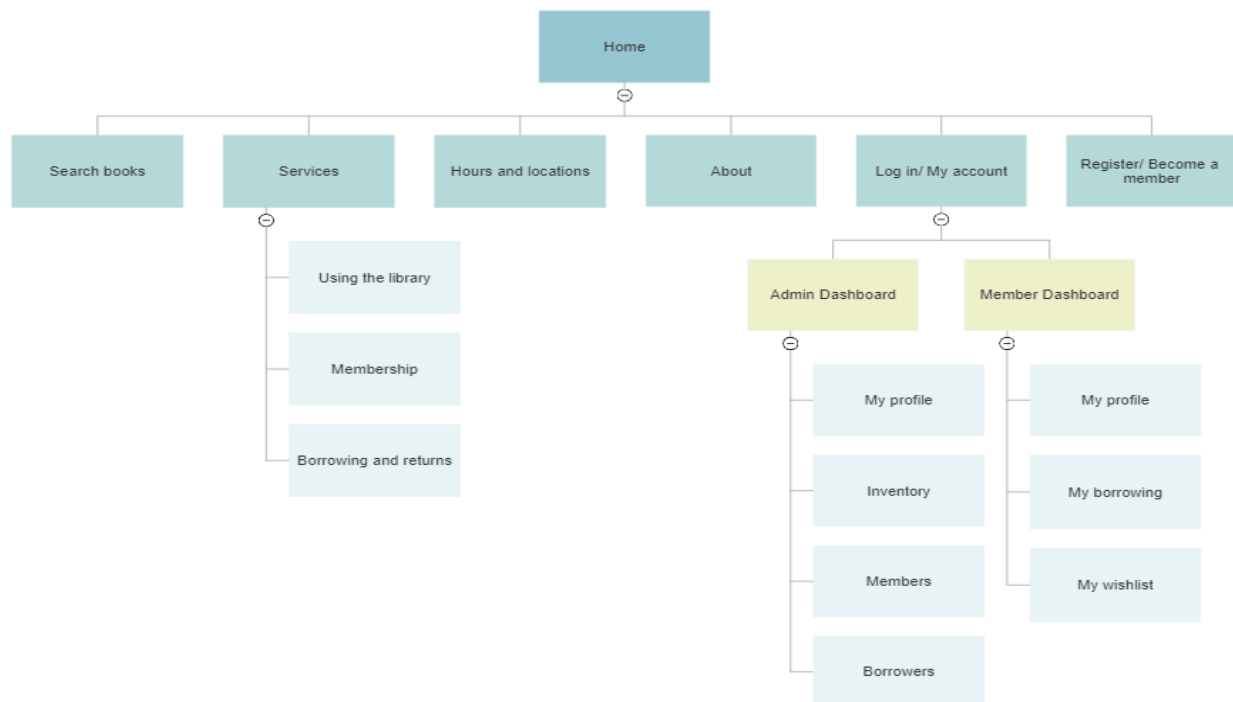 Home
Search books
Services
Hours and locations
About
Log in/ My account
Register/ Become a
member
Using the library
Membership
Borrowing and returns
Admin Dashboard
Member Dashboard
My profile
Inventory
Members
Borrowers
My profile
My borrowing
My wishlist